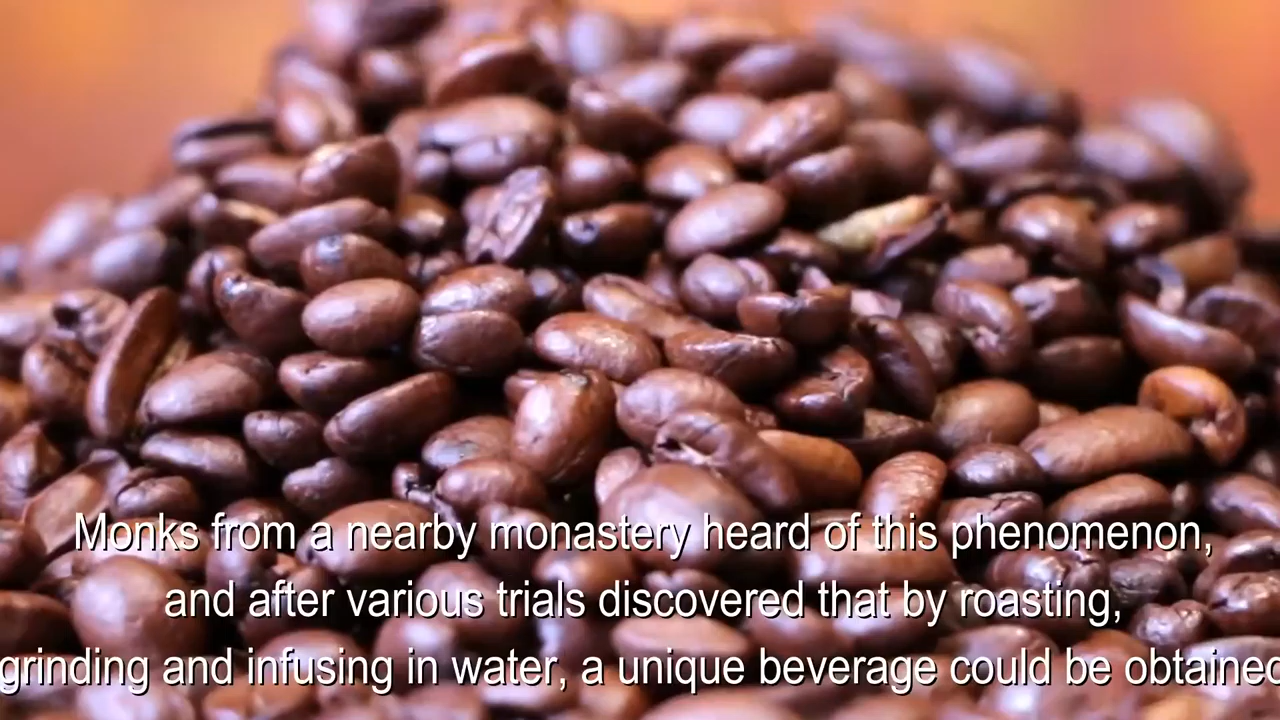 Monks from a nearby monastery heard of this phenomenon,
and after various trials discovered that by roasting,
grinding and infusing in water, a unique beverage could be obtained